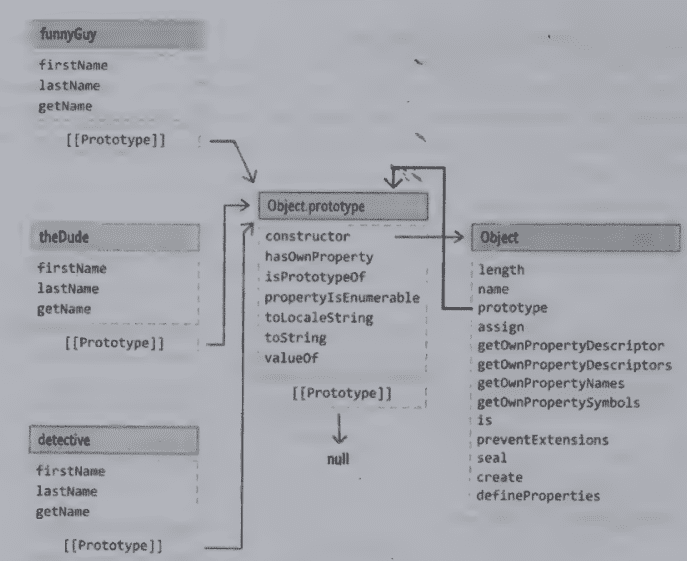 funnyGuy
firstName
lastName
getName
[[Prototype]]
theDude
firstName
lastName
getName
[[Prototype]]
detective
firstName
lastName
getName
[[Prototype]]
Object.prototype
constructor
hasOwnProperty
isPrototypeOf
propertyIsEnumerable
toLocaleString
toString
valueOf
[[Prototype]]
null
Object
length
name
prototype
assign
getOwnPropertyDescriptor
getOwnPropertyDescriptors
getOwnPropertyNames
getOwnPropertySymbols
is
preventExtensions
seal
create
defineProperties